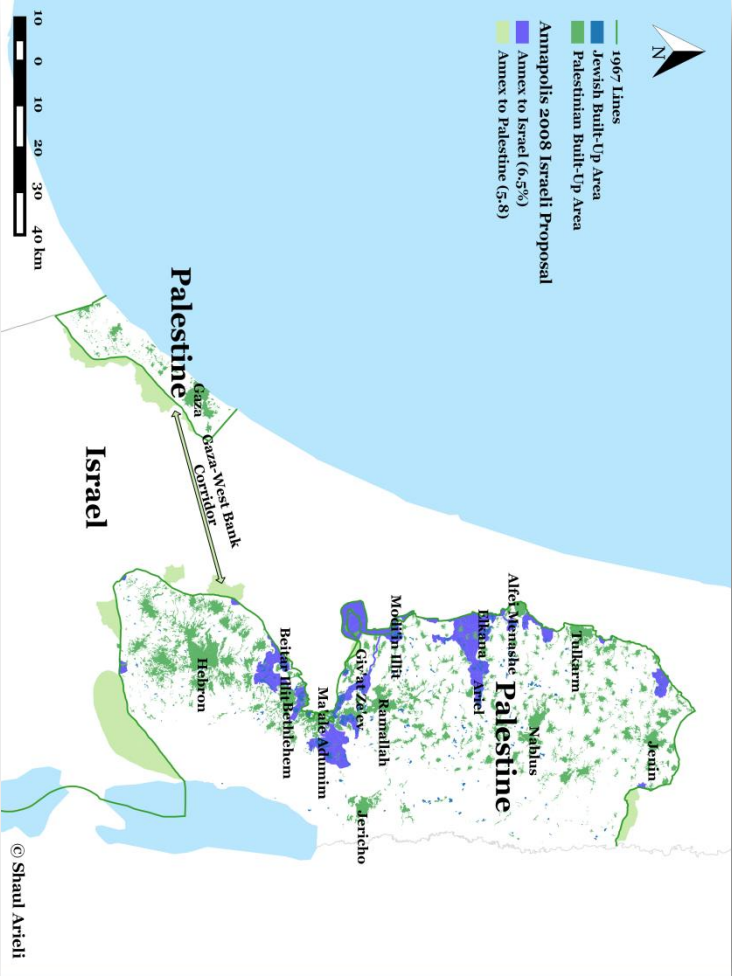 N
1967 Lines
Jewish Built-Up Area
Palestinian Built-Up Area
Annapolis 2008 Israeli Proposal
Annex to Israel (6.5%)
Annex to Palestine (5.8)
Jenin
Tulkarm
Nablus
Alfei Menashe
Palestine
Elkana
Ariel
Modi'in Illit
Ramallah
Giv'at Ze'ev
Jericho
Ma'ale Adumim
Bethlehem
Beitar Illit
Hebron
Gaza-West Bank
Corridor
Gaza
Palestine
Israel
10 0 10 20 30 40 km
© Shaul Arieli